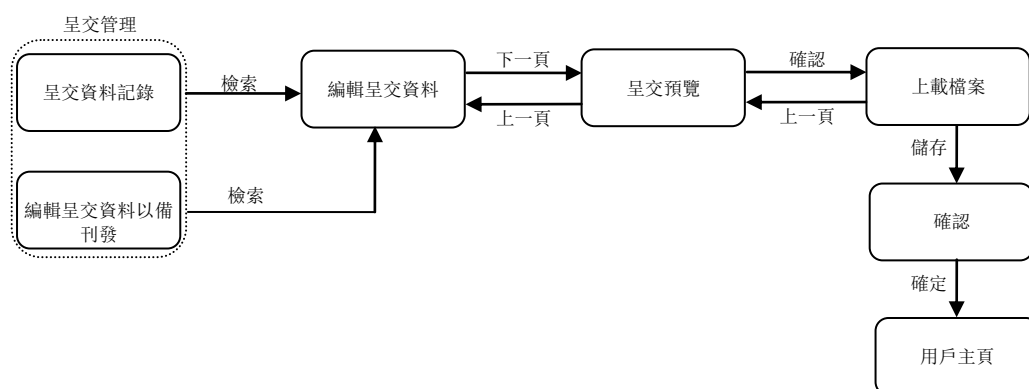 呈交管理
呈交資料記錄
檢索
編輯呈交資料
下一頁
上一頁
呈交預覽
確認
上一頁
上載檔案
編輯呈交資料以備
刊發
檢索
儲存
確認
確定
用戶主頁